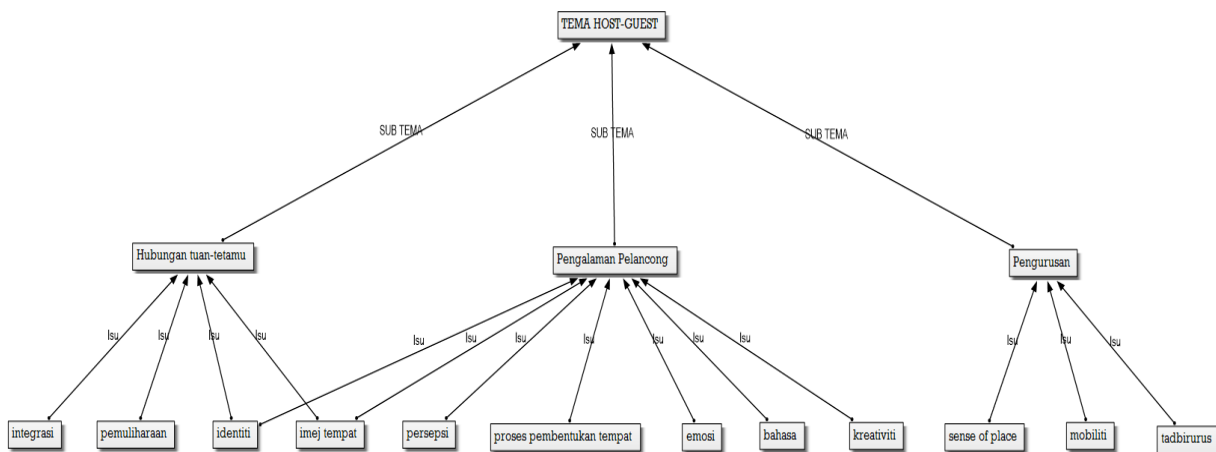 TEMA HOST-GUEST
SUB TEMA
SUB TEMA
SUB TEMA
Hubungan tuan-tetamu
Pengalaman Pelancong
Pengurusan
Isu
Isu
Isu
Isu
Isu
Isu
Isu
Isu
Isu
Isu
Isu
Isu
Isu
Isu
integrasi
pemuliharaan
identiti
imej tempat
persepsi
proses pembentukan tempat
emosi
bahasa
kreativiti
sense of place
mobiliti
tadbirurus